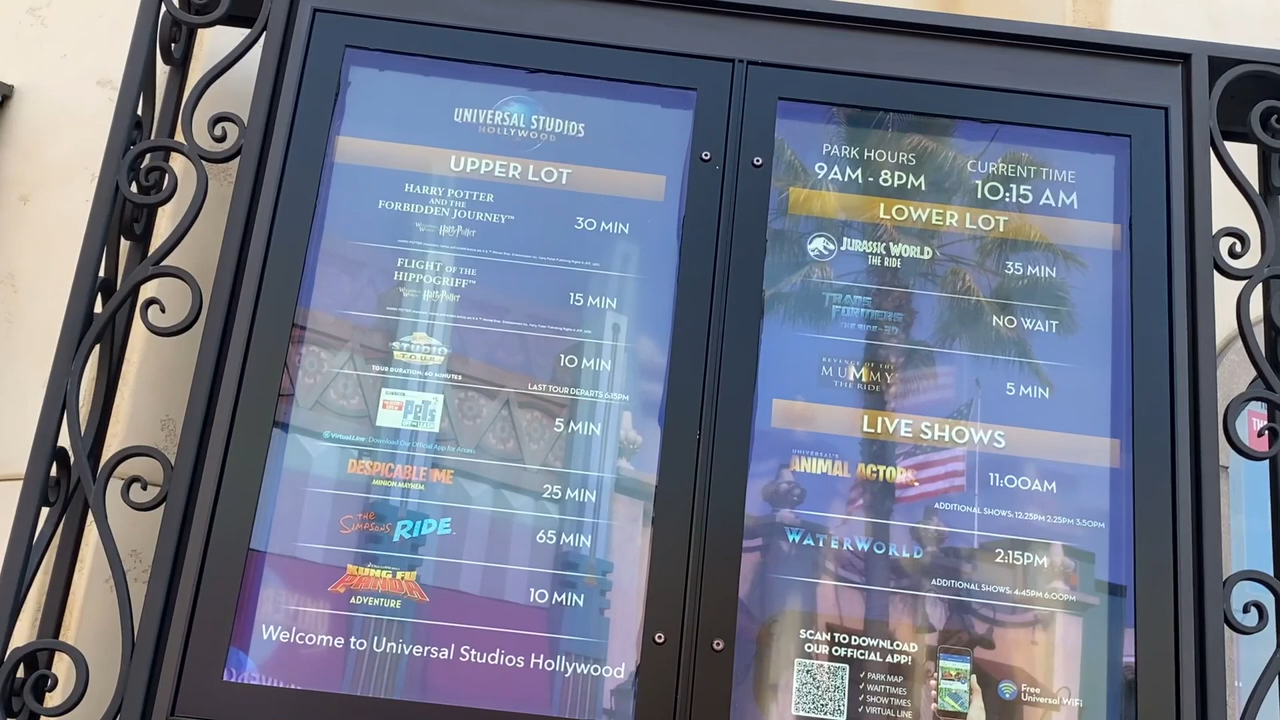 UNIVERSAL STUDIOS
HOLLYWOOD
UPPER LOT
HARRY POTTER
AND THE
FORBIDDEN JOURNEY™
30 MIN
FLIGHT OF THE
HIPPOGRIFF™
15 MIN
STUDIO
TOUR
10 MIN
TOUR DURATION: 60 MINUTES
LAST TOUR DEPARTS 6:15PM
PETS
5 MIN
Virtual Line: Download Our Official App for Access
DESPICABLE ME
MINION MAYHEM
25 MIN
THE
SIMPSONS RIDE
65 MIN
KUNG FU
PANDA
ADVENTURE
10 MIN
Welcome to Universal Studios Hollywood
PARK HOURS
9AM - 8PM
CURRENT TIME
10:15 AM
LOWER LOT
JURASSIC WORLD
THE RIDE
35 MIN
TRANSFORMERS
THE RIDE-3D
NO WAIT
REVENGE OF THE
MUMMY
THE RIDE
5 MIN
LIVE SHOWS
UNIVERSAL'S
ANIMAL ACTORS
11:00AM
ADDITIONAL SHOWS: 12:25PM 2:25PM 3:50PM
WATERWORLD
2:15PM
ADDITIONAL SHOWS: 4:45PM 6:00PM
SCAN TO DOWNLOAD
OUR OFFICIAL APP!
✓ PARK MAP
✓ WAIT TIMES
✓ SHOW TIMES
✓ VIRTUAL LINE
Free
Universal WiFi